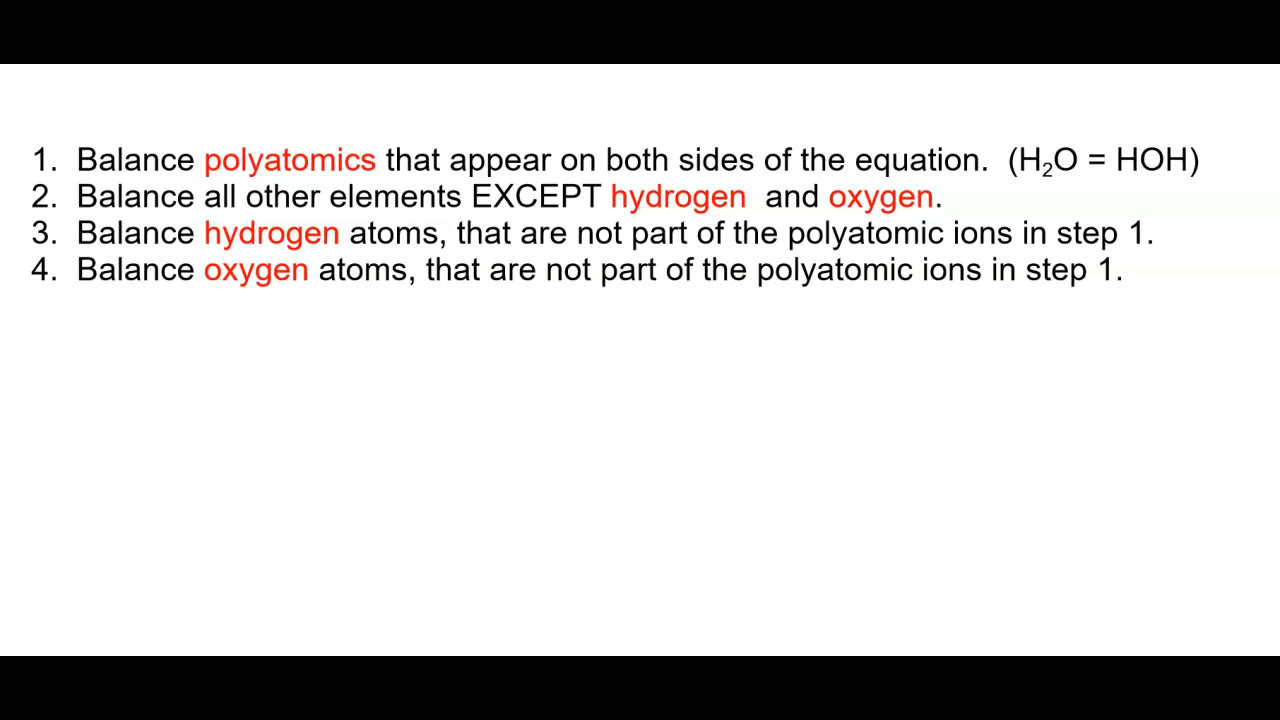 1. Balance polyatomics that appear on both sides of the equation. (H₂O = HOH)
2. Balance all other elements EXCEPT hydrogen and oxygen.
3. Balance hydrogen atoms, that are not part of the polyatomic ions in step 1.
4. Balance oxygen atoms, that are not part of the polyatomic ions in step 1.